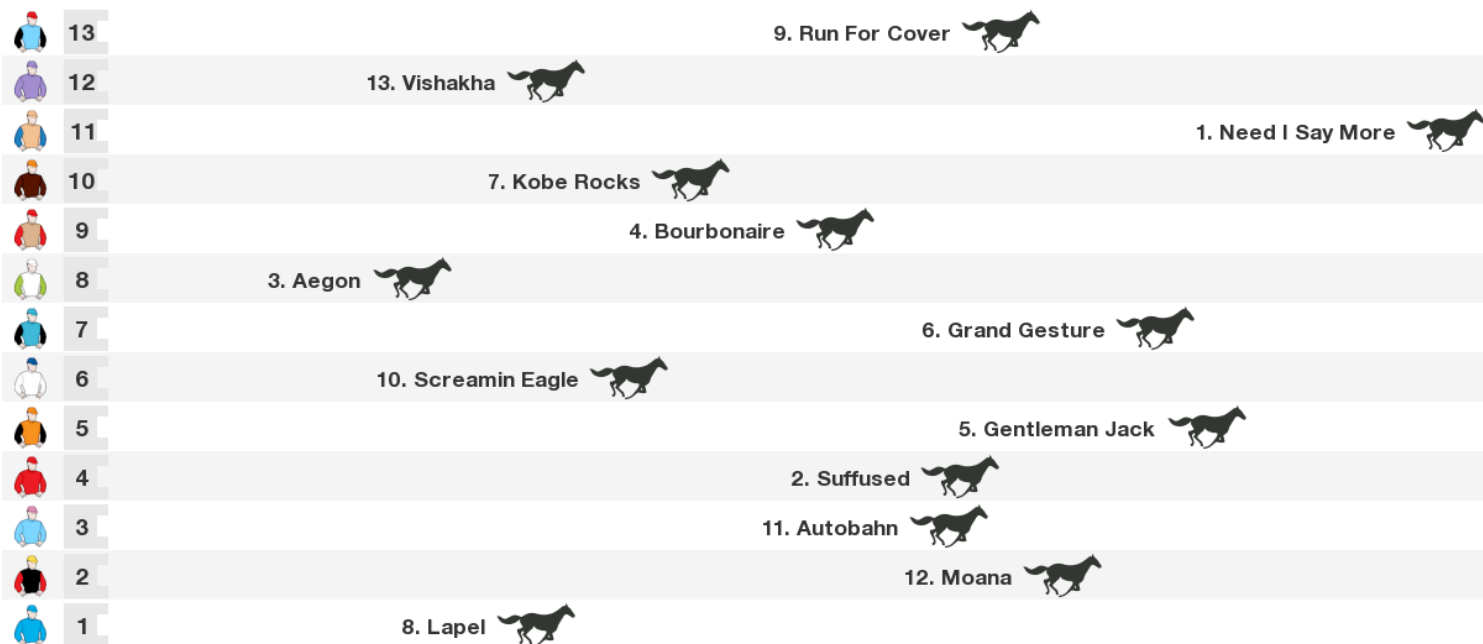 13 9. Run For Cover
12 13. Vishakha
11 1. Need I Say More
10 7. Kobe Rocks
9 4. Bourbonaire
8 3. Aegon
7 6. Grand Gesture
6 10. Screamin Eagle
5 5. Gentleman Jack
4 2. Suffused
3 11. Autobahn
2 12. Moana
1 8. Lapel